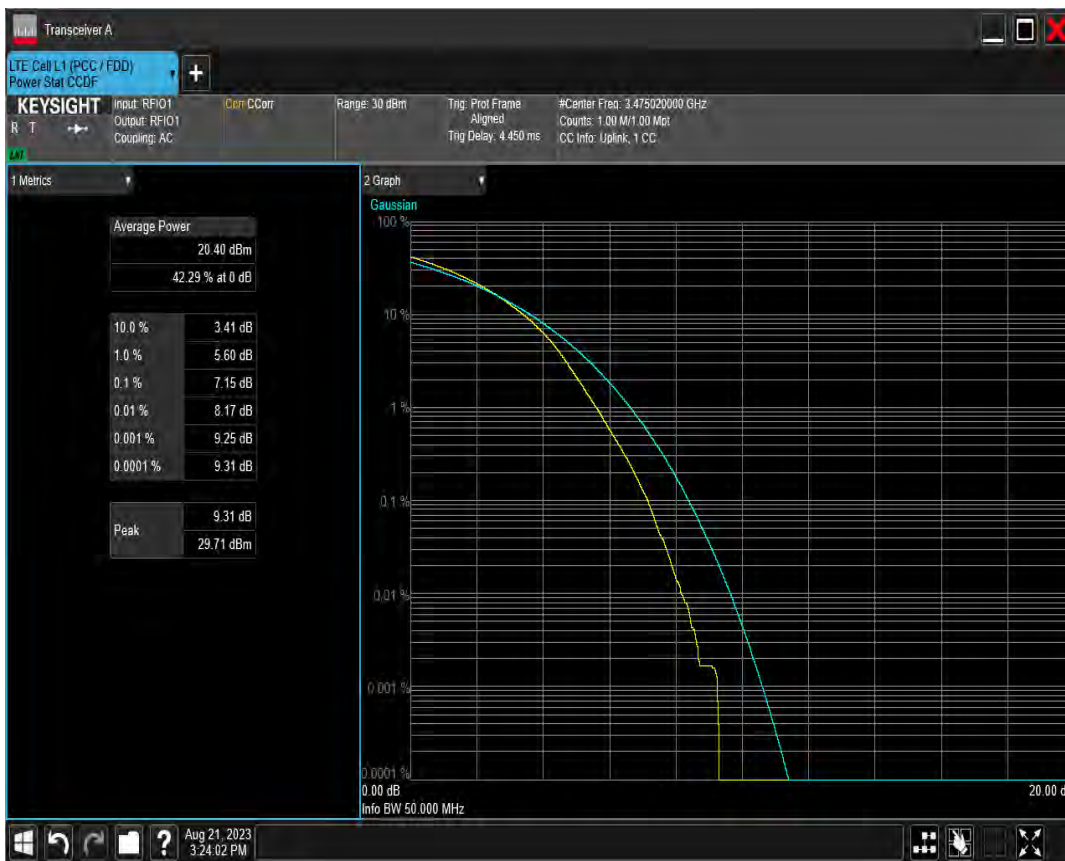 Transceiver A
LTE Cell L1 (PCC / FDD)
Power Stat CCDF
KEYSIGHT
R T
LXI
Input: RFIO1
Output: RFIO1
Coupling: AC
Corr CCorr
Range: 30 dBm
Trig: Prot Frame
Aligned
Trig Delay: 4.450 ms
#Center Freq: 3.475020000 GHz
Counts: 1.00 M/1.00 Mpt
CC Info: Uplink, 1 CC
1 Metrics
Average Power
20.40 dBm
42.29 % at 0 dB
10.0 % 3.41 dB
1.0 % 5.60 dB
0.1 % 7.15 dB
0.01 % 8.17 dB
0.001 % 9.25 dB
0.0001 % 9.31 dB
Peak 9.31 dB
29.71 dBm
2 Graph
Gaussian
100 %
10 %
1 %
0.1 %
0.01 %
0.001 %
0.0001 %
0.00 dB
20.00 d
Info BW 50.000 MHz
?
Aug 21, 2023
3:24:02 PM